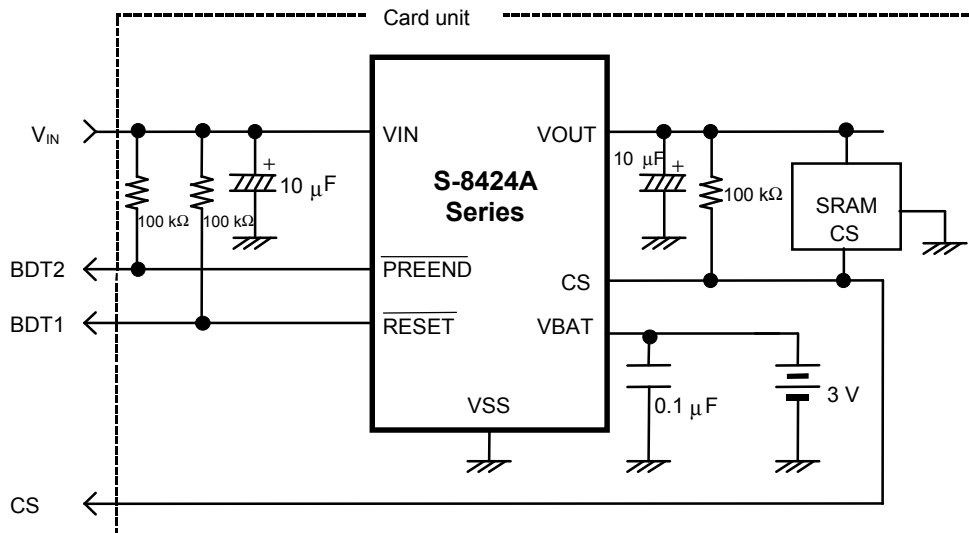 Card unit
V_IN
VIN
VOUT
+
10 μF
100 kΩ
100 kΩ
S-8424A
Series
10 μF
+
100 kΩ
SRAM
CS
BDT2
PREEND
CS
BDT1
RESET
VBAT
VSS
0.1 μF
3 V
CS